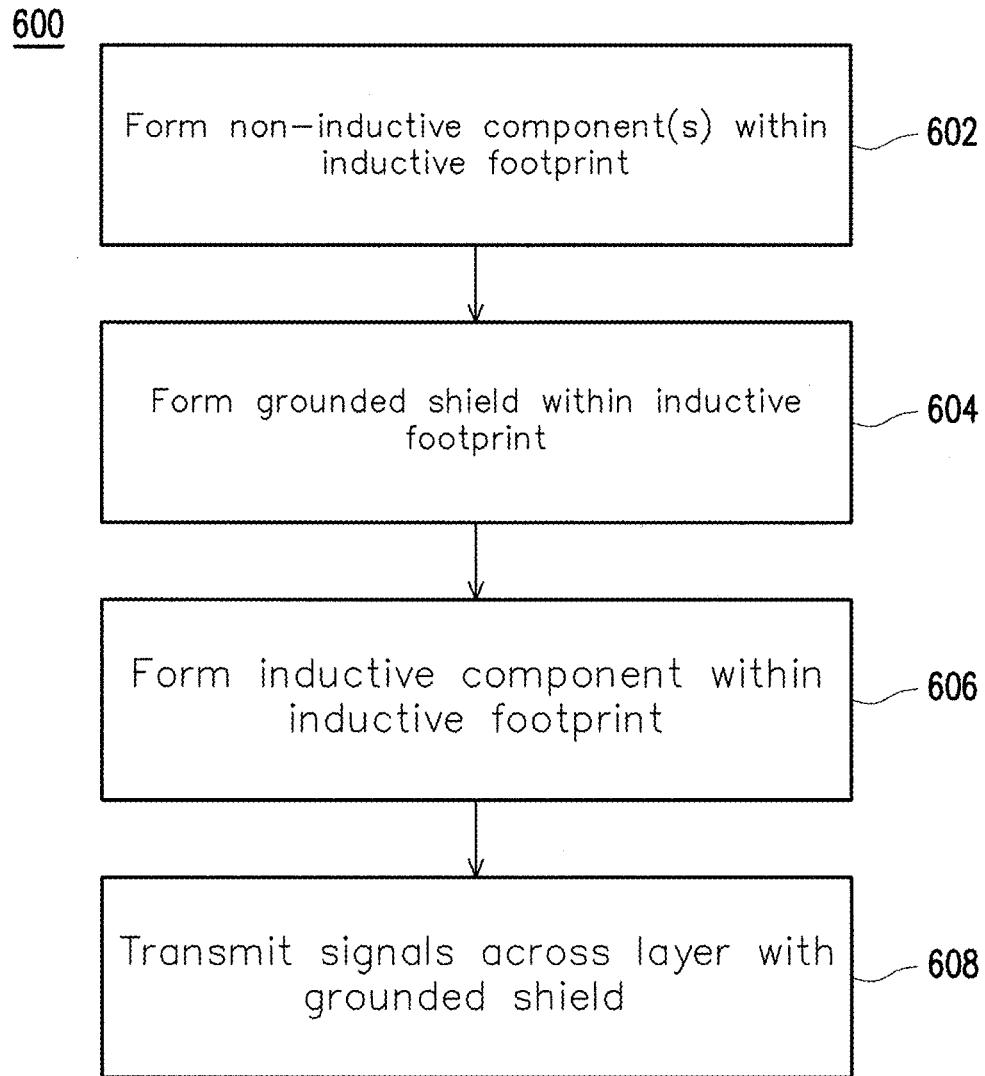 600
Form non-inductive component(s) within
inductive footprint
602
Form grounded shield within inductive
footprint
604
Form inductive component within
inductive footprint
606
Transmit signals across layer with
grounded shield
608